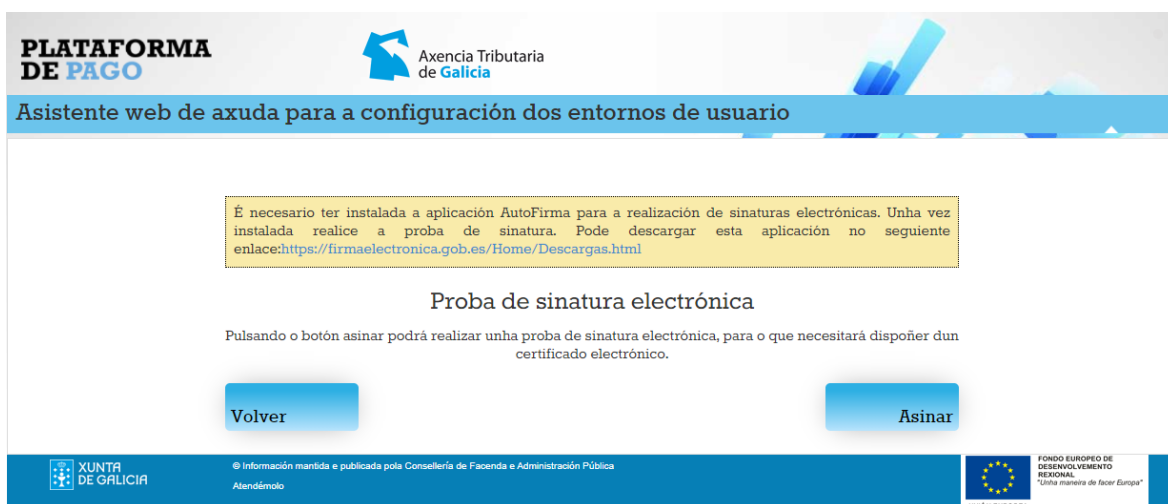 PLATAFORMA
DE PAGO
Axencia Tributaria
de Galicia
Asistente web de axuda para a configuración dos entornos de usuario
É necesario ter instalada a aplicación AutoFirma para a realización de sinaturas electrónicas. Unha vez
instalada realice a proba de sinatura. Pode descargar esta aplicación no seguiente
enlace:https://firmaelectronica.gob.es/Home/Descargas.html
Proba de sinatura electrónica
Pulsando o botón asinar podrá realizar unha proba de sinatura electrónica, para o que necesitará dispoñer dun
certificado electrónico.
Volver
Asinar
XUNTA
DE GALICIA
© Información mantida e publicada pola Consellería de Facenda e Administración Pública
Atendémolo
FONDO EUROPEO DE
DESENVOLVEMENTO
REXIONAL
"Unha maneira de facer Europa"